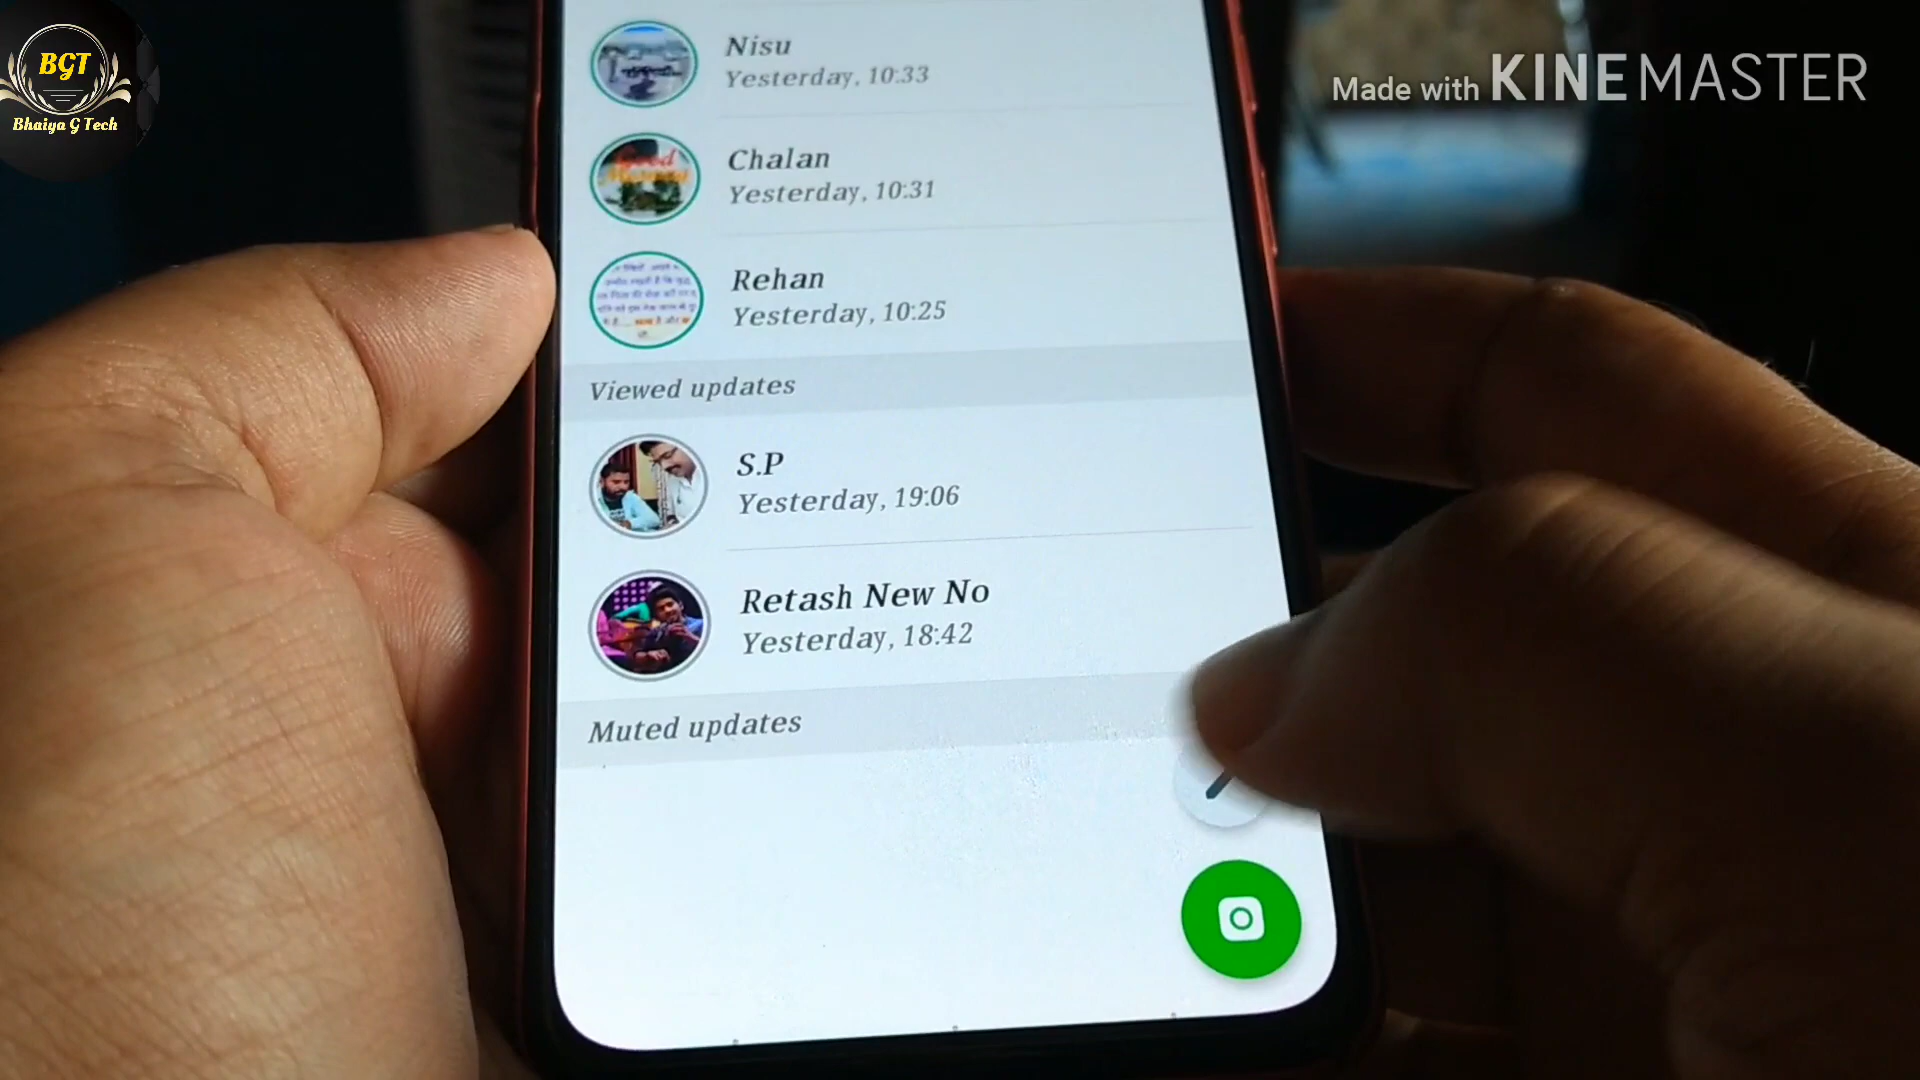 BGT
Bhaiya G Tech
Made with KINEMASTER
Nisu
Yesterday, 10:33
Chalan
Yesterday, 10:31
Good
Rehan
Yesterday, 10:25
Viewed updates
S.P
Yesterday, 19:06
Retash New No
Yesterday, 18:42
Muted updates